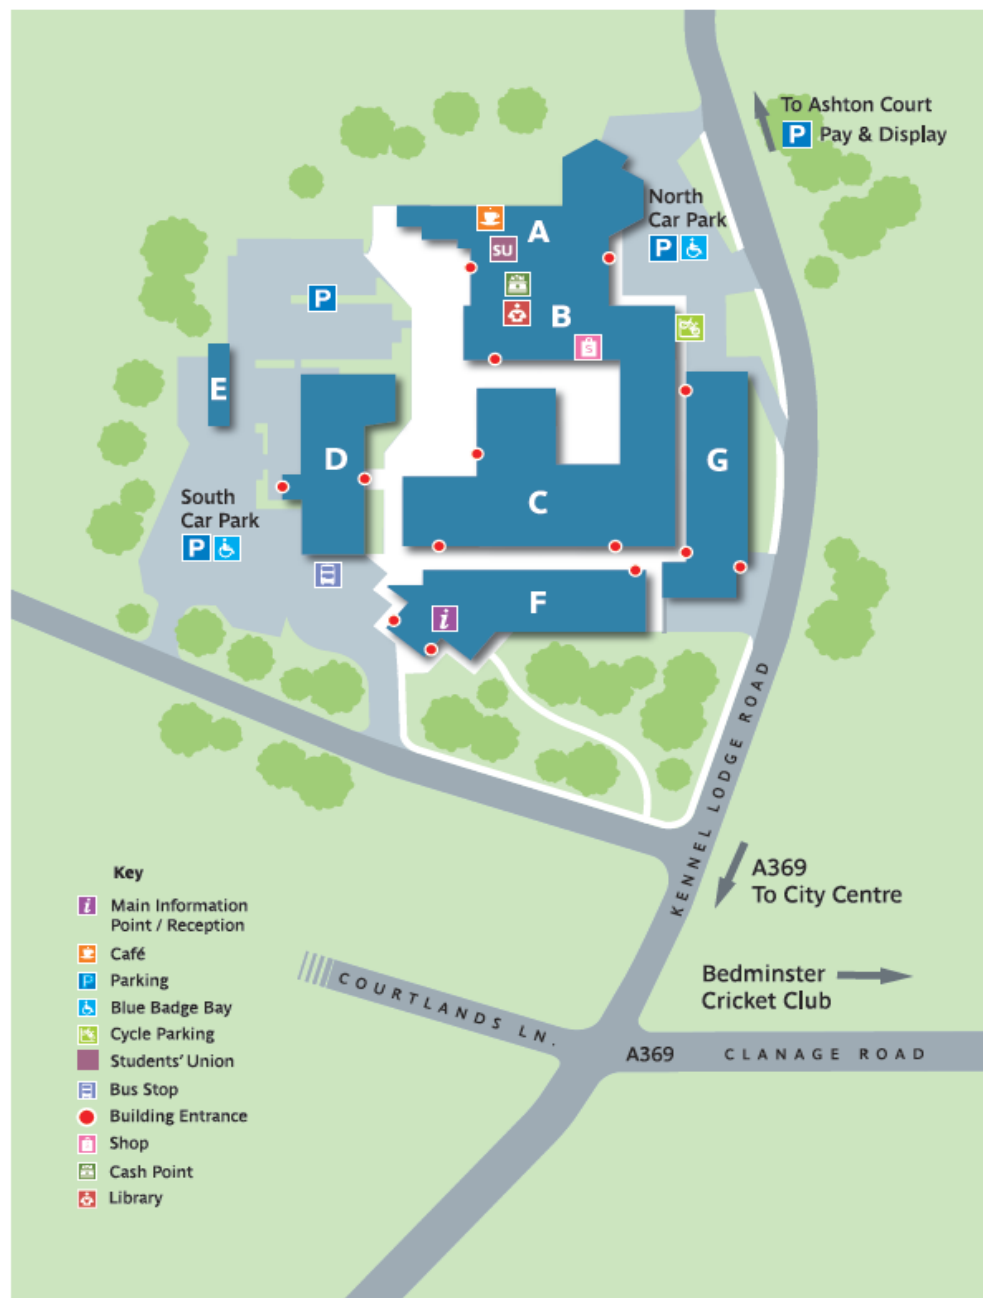 To Ashton Court
P Pay & Display
North
Car Park
P
A
SU
ATM
B
S
P
E
D
G
C
South
Car Park
P
F
i
KENNEL LODGE ROAD
A369
To City Centre
Bedminster
Cricket Club
COURTLANDS LN.
A369 CLANAGE ROAD
Key
i Main Information
Point / Reception
Café
P Parking
Blue Badge Bay
Cycle Parking
Students' Union
Bus Stop
Building Entrance
Shop
Cash Point
Library